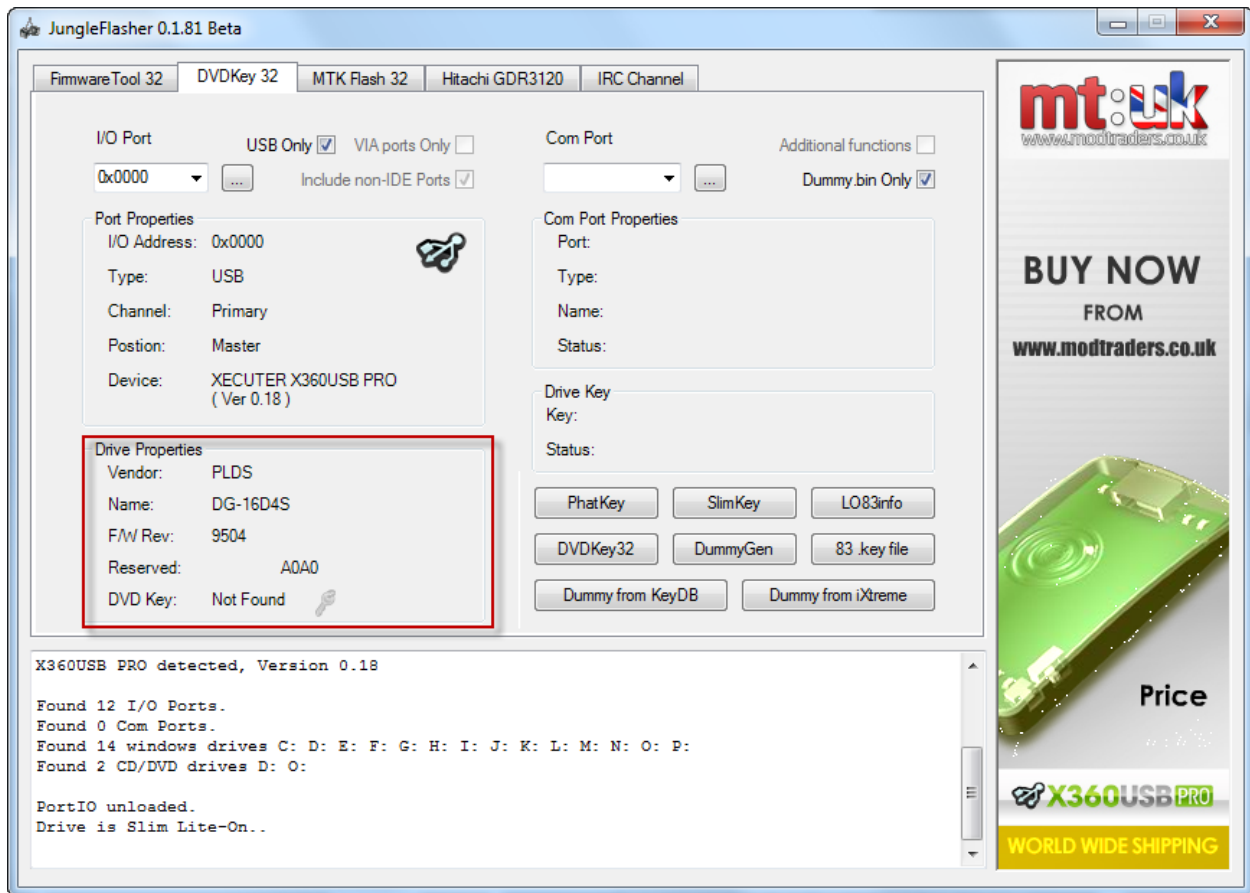 JungleFlasher 0.1.81 Beta
FirmwareTool 32
DVDKey 32
MTK Flash 32
Hitachi GDR3120
IRC Channel
I/O Port
USB Only
VIA ports Only
0x0000
...
Include non-IDE Ports
Com Port
Additional functions
...
Dummy.bin Only
Port Properties
I/O Address: 0x0000
Type: USB
Channel: Primary
Postion: Master
Device: XECUTER X360USB PRO
( Ver 0.18 )
Com Port Properties
Port:
Type:
Name:
Status:
Drive Properties
Vendor: PLDS
Name: DG-16D4S
F/W Rev: 9504
Reserved: A0A0
DVD Key: Not Found
Drive Key
Key:
Status:
PhatKey
SlimKey
LO83info
DVDKey32
DummyGen
83 .key file
Dummy from KeyDB
Dummy from iXtreme
X360USB PRO detected, Version 0.18
Found 12 I/O Ports.
Found 0 Com Ports.
Found 14 windows drives C: D: E: F: G: H: I: J: K: L: M: N: O: P:
Found 2 CD/DVD drives D: O:
PortIO unloaded.
Drive is Slim Lite-On..
mt:uk
www.modtraders.co.uk
BUY NOW
FROM
www.modtraders.co.uk
Price
X360USB PRO
WORLD WIDE SHIPPING